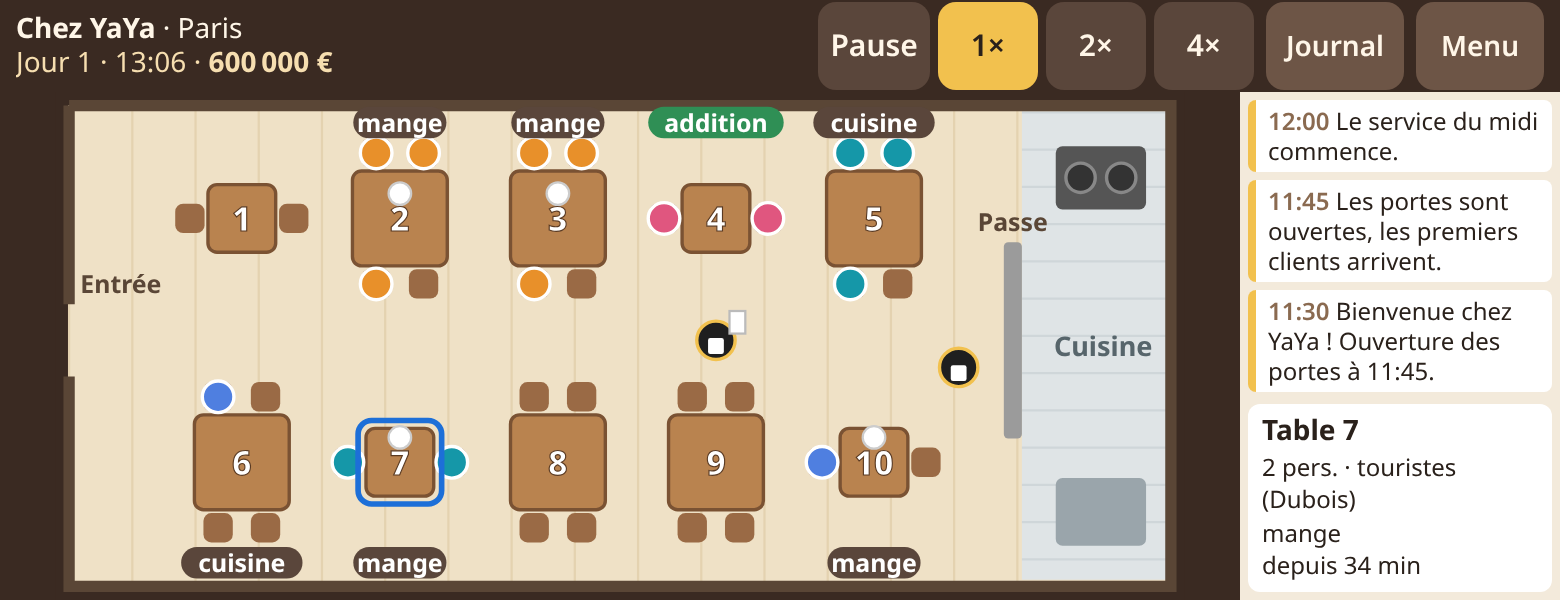 Chez YaYa · Paris
Jour 1 · 13:06 · 600 000 €
Pause
1×
2×
4×
Journal
Menu
mange
mange
addition
cuisine
1
2
3
4
5
Passe
Entrée
Cuisine
6
7
8
9
10
cuisine
mange
mange
12:00 Le service du midi
commence.
11:45 Les portes sont
ouvertes, les premiers
clients arrivent.
11:30 Bienvenue chez
YaYa ! Ouverture des
portes à 11:45.
Table 7
2 pers. · touristes
(Dubois)
mange
depuis 34 min